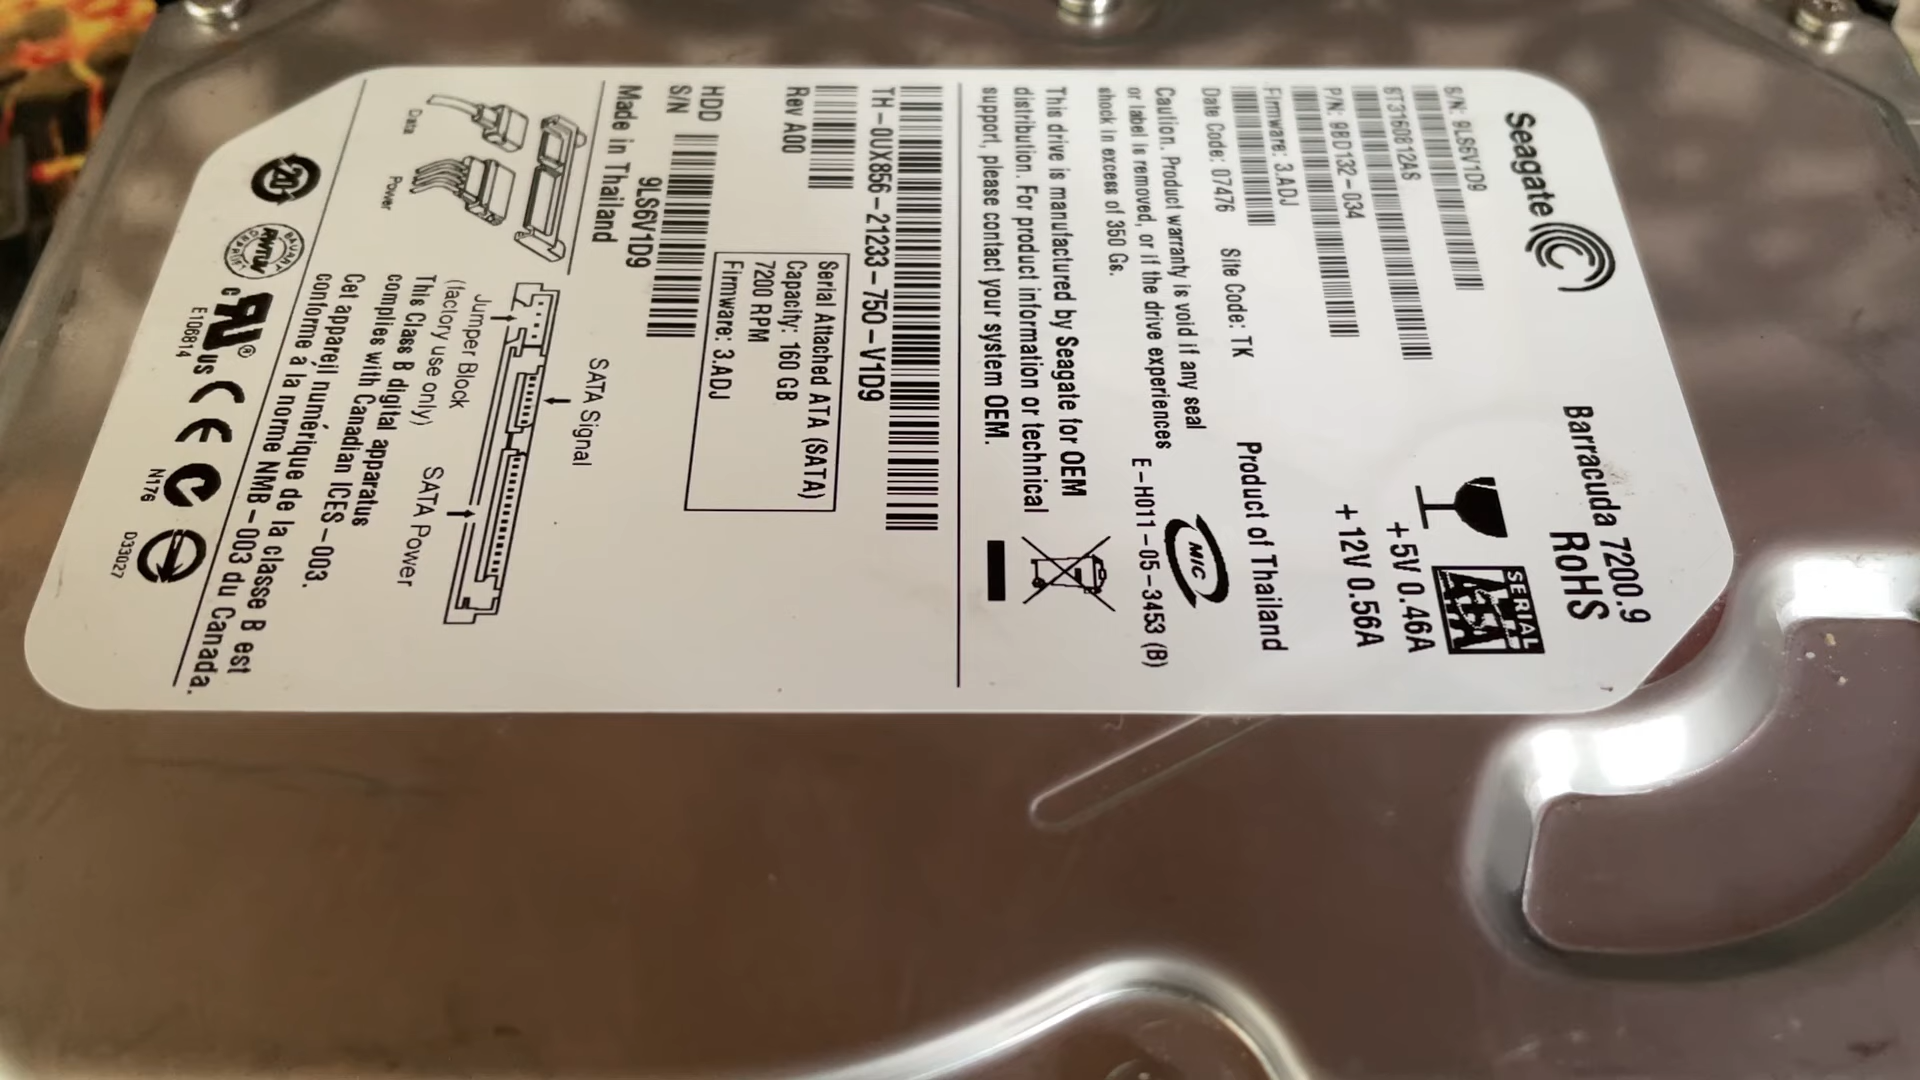 Seagate
Barracuda 7200.9
RoHS
S/N: 9LS6V1D9
ST3160812AS
SERIAL
ATA
+5V 0.46A
P/N: 9BD132-034
+12V 0.56A
Firmware: 3.ADJ
Date Code: 07476
Site Code: TK
Product of Thailand
Caution. Product warranty is void if any seal
or label is removed, or if the drive experiences
shock in excess of 350 Gs.
MIC
E-H011-05-3453 (B)
This drive is manufactured by Seagate for OEM
distribution. For product information or technical
support, please contact your system OEM.
TH-0UX856-21233-750-V1D9
Rev A00
Serial Attached ATA (SATA)
Capacity: 160 GB
7200 RPM
Firmware: 3.ADJ
HDD
S/N
9LS6V1D9
Made in Thailand
Data
Power
SATA Signal
Jumper Block
(factory use only)
SATA Power
This Class B digital apparatus
complies with Canadian ICES-003.
Cet appareil numérique de la classe B est
conforme à la norme NMB-003 du Canada.
20
BAUART
GEPRÜFT
c
US
®
E106814
CE
N176
D33027